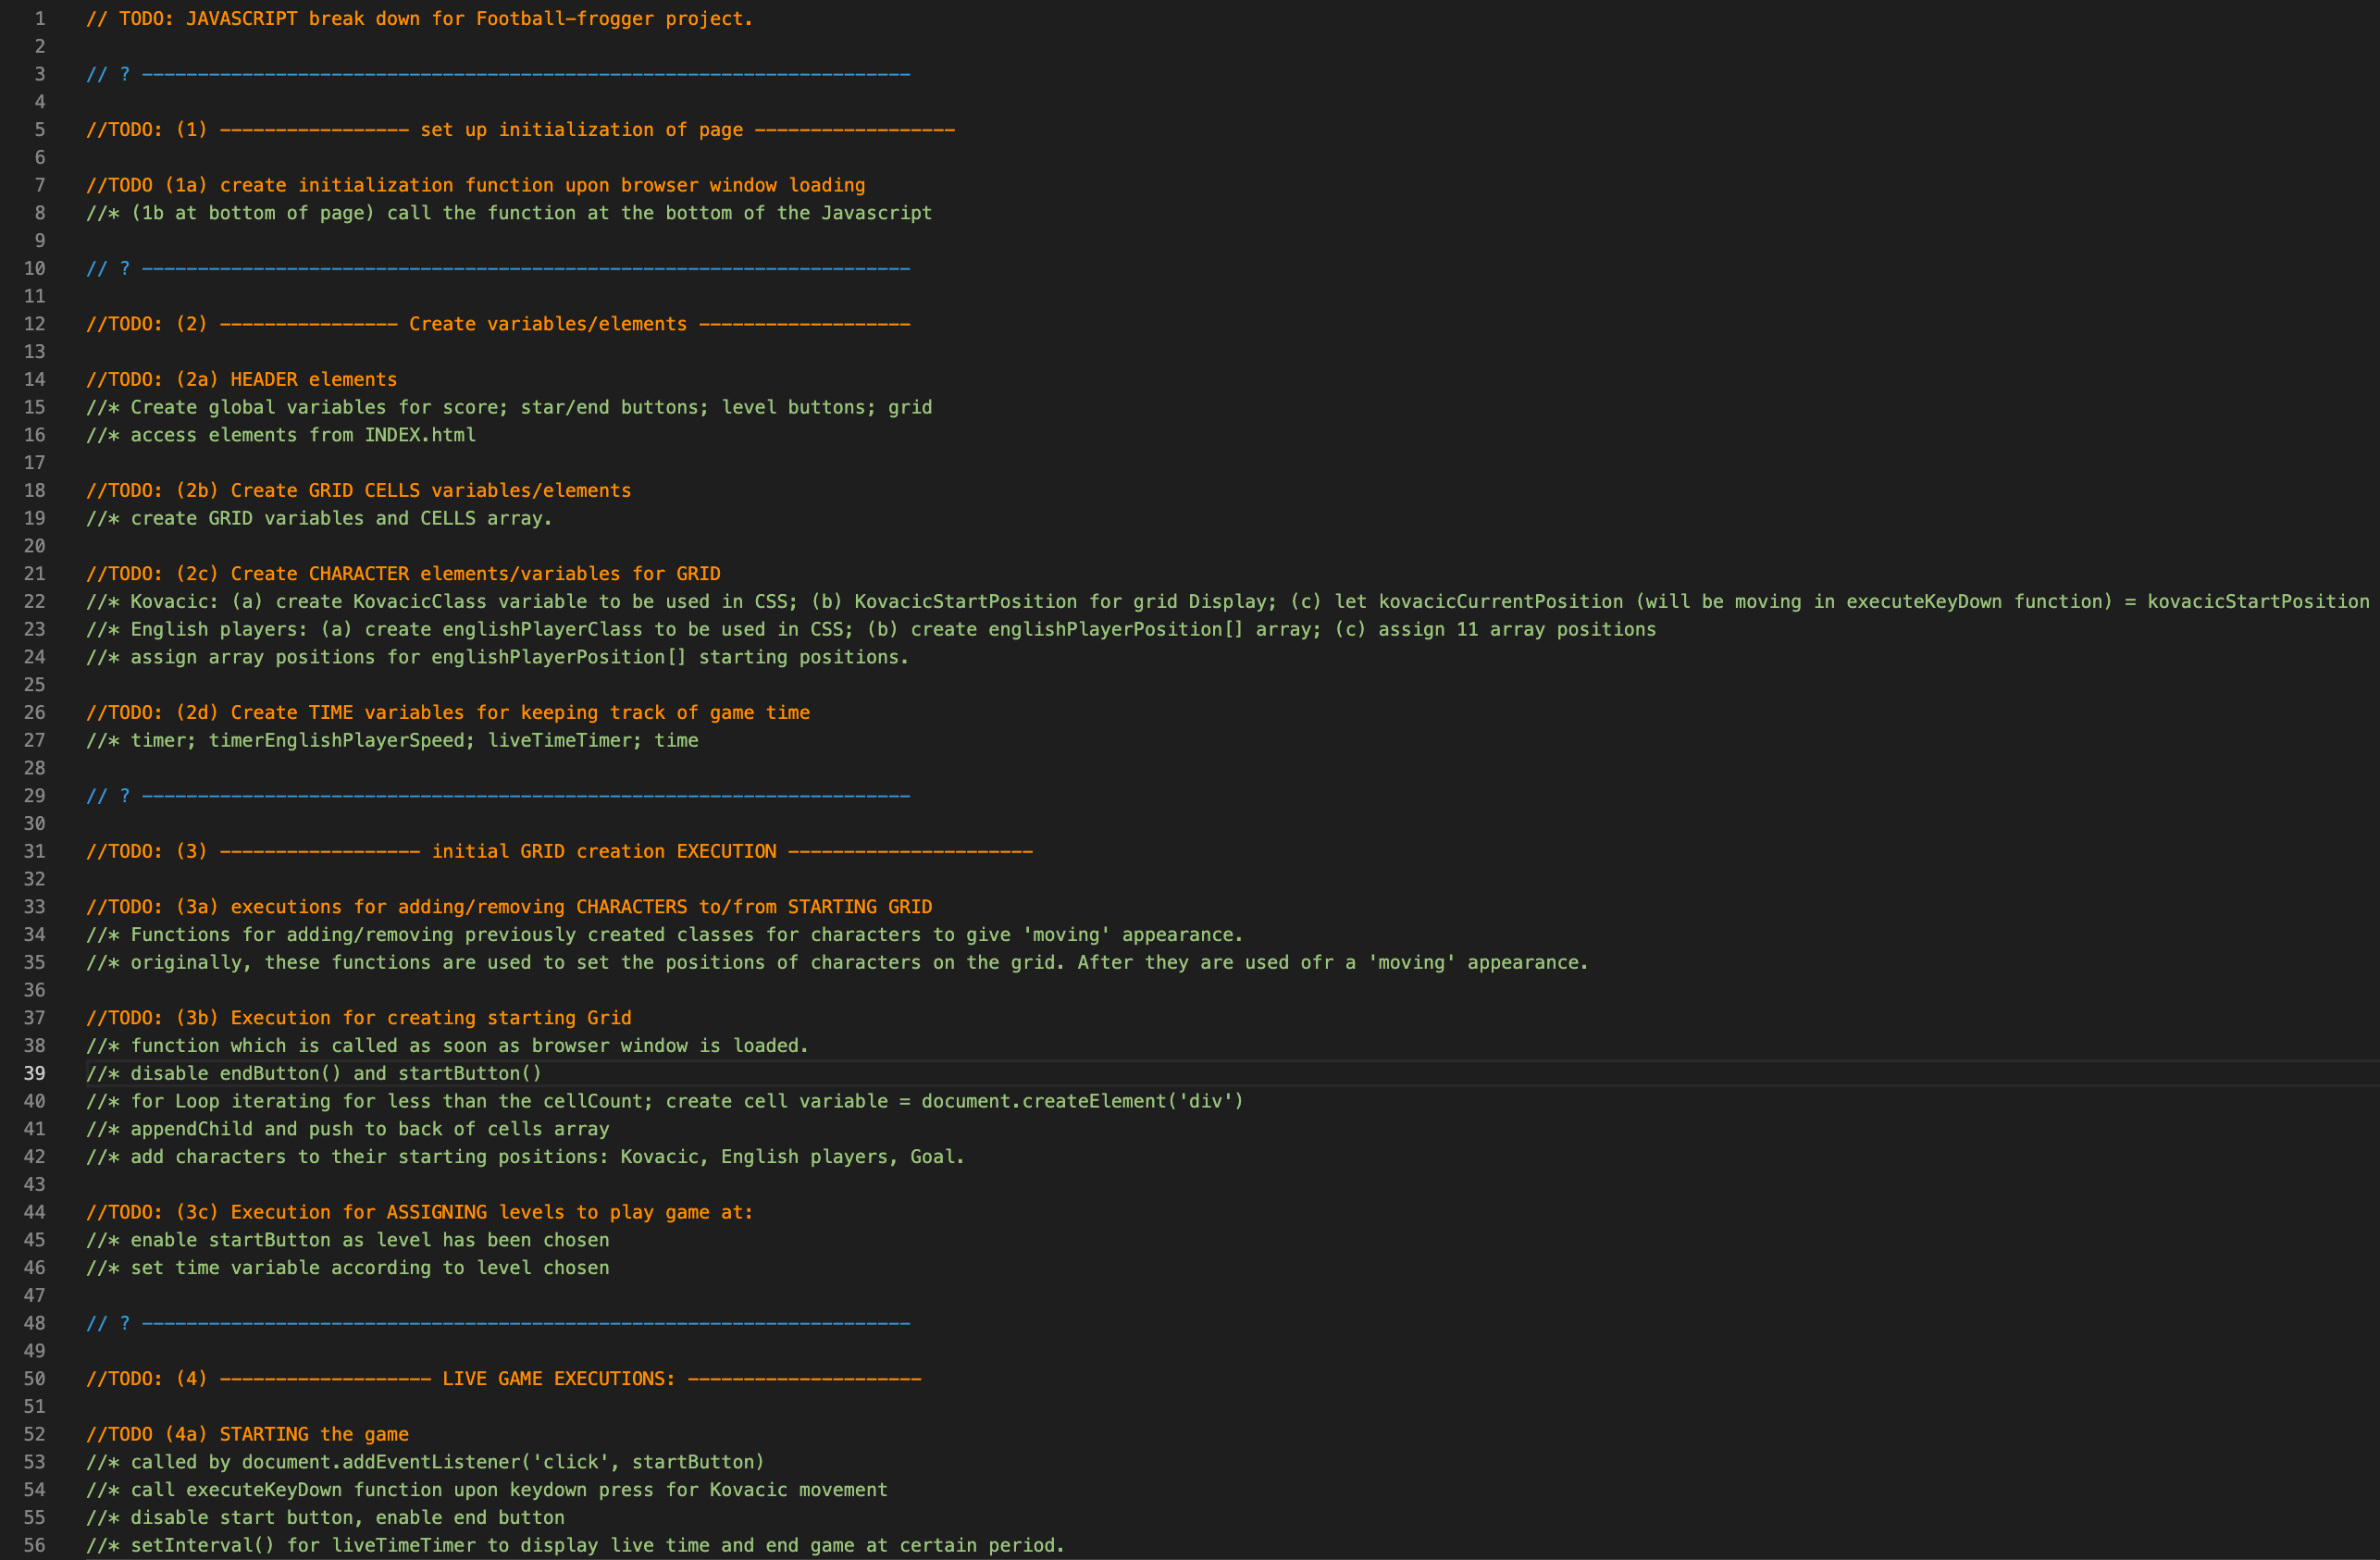 1 // TODO: JAVASCRIPT break down for Football-frogger project.
2
3 // ? ---------------------------------------------------------------------
4
5 //TODO: (1) ----------------- set up initialization of page ------------------
6
7 //TODO (1a) create initialization function upon browser window loading
8 //* (1b at bottom of page) call the function at the bottom of the Javascript
9
10 // ? ---------------------------------------------------------------------
11
12 //TODO: (2) ---------------- Create variables/elements -------------------
13
14 //TODO: (2a) HEADER elements
15 //* Create global variables for score; star/end buttons; level buttons; grid
16 //* access elements from INDEX.html
17
18 //TODO: (2b) Create GRID CELLS variables/elements
19 //* create GRID variables and CELLS array.
20
21 //TODO: (2c) Create CHARACTER elements/variables for GRID
22 //* Kovacic: (a) create KovacicClass variable to be used in CSS; (b) KovacicStartPosition for grid Display; (c) let kovacicCurrentPosition (will be moving in executeKeyDown function) = kovacicStartPosition
23 //* English players: (a) create englishPlayerClass to be used in CSS; (b) create englishPlayerPosition[] array; (c) assign 11 array positions
24 //* assign array positions for englishPlayerPosition[] starting positions.
25
26 //TODO: (2d) Create TIME variables for keeping track of game time
27 //* timer; timerEnglishPlayerSpeed; liveTimeTimer; time
28
29 // ? ---------------------------------------------------------------------
30
31 //TODO: (3) ------------------ initial GRID creation EXECUTION ----------------------
32
33 //TODO: (3a) executions for adding/removing CHARACTERS to/from STARTING GRID
34 //* Functions for adding/removing previously created classes for characters to give 'moving' appearance.
35 //* originally, these functions are used to set the positions of characters on the grid. After they are used ofr a 'moving' appearance.
36
37 //TODO: (3b) Execution for creating starting Grid
38 //* function which is called as soon as browser window is loaded.
39 //* disable endButton() and startButton()
40 //* for Loop iterating for less than the cellCount; create cell variable = document.createElement('div')
41 //* appendChild and push to back of cells array
42 //* add characters to their starting positions: Kovacic, English players, Goal.
43
44 //TODO: (3c) Execution for ASSIGNING levels to play game at:
45 //* enable startButton as level has been chosen
46 //* set time variable according to level chosen
47
48 // ? ---------------------------------------------------------------------
49
50 //TODO: (4) ------------------- LIVE GAME EXECUTIONS: ---------------------
51
52 //TODO (4a) STARTING the game
53 //* called by document.addEventListener('click', startButton)
54 //* call executeKeyDown function upon keydown press for Kovacic movement
55 //* disable start button, enable end button
56 //* setInterval() for liveTimeTimer to display live time and end game at certain period.